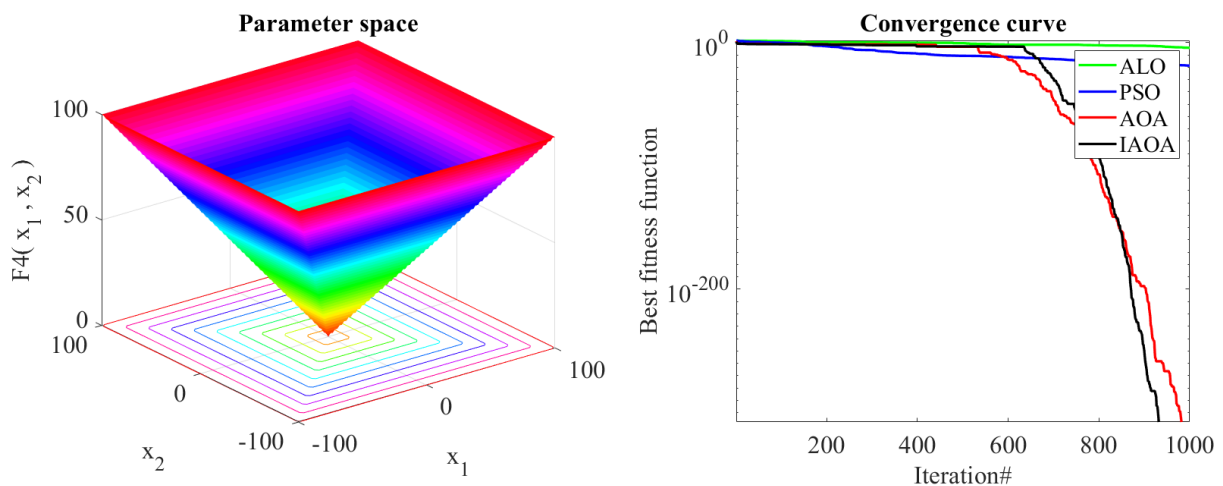 Parameter space
100
50
0
F4( x1 , x2 )
100
0
-100
x2
-100
0
100
x1
Convergence curve
10^0
10^-200
Best fitness function
ALO
PSO
AOA
IAOA
200
400
600
800
1000
Iteration#